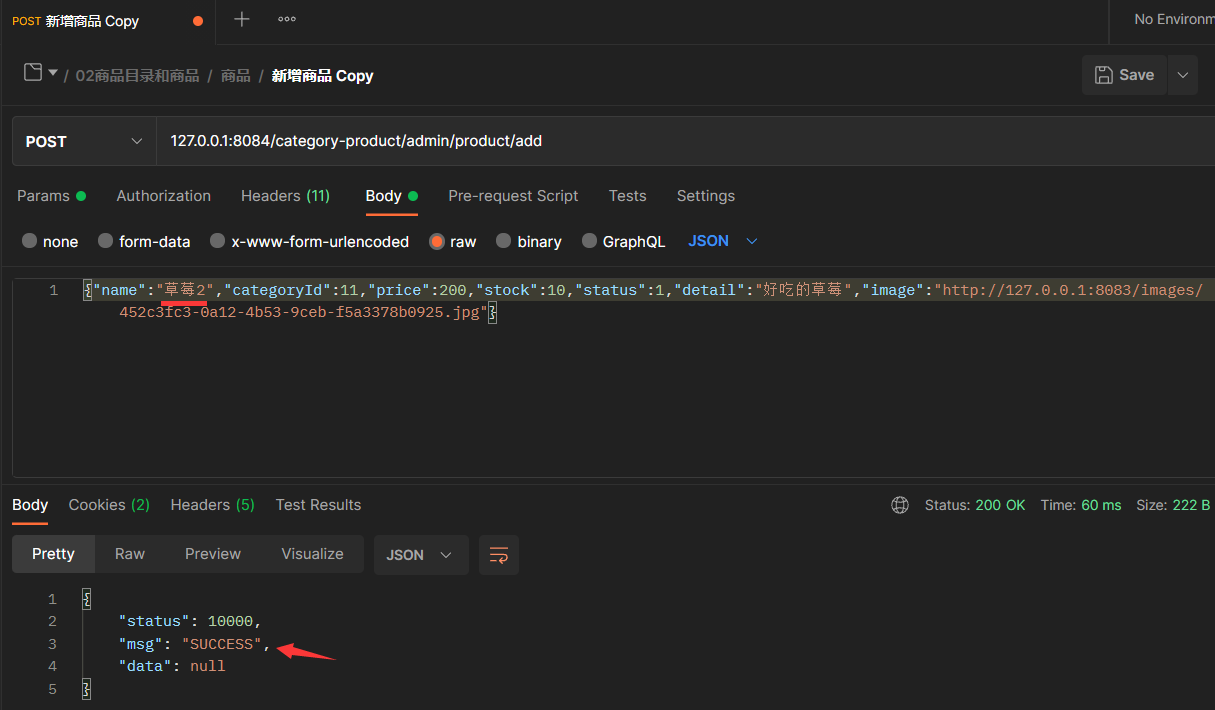 POST 新增商品 Copy
No Environm
/ 02商品目录和商品 / 商品 / 新增商品 Copy
Save
POST
127.0.0.1:8084/category-product/admin/product/add
Params
Authorization
Headers (11)
Body
Pre-request Script
Tests
Settings
none
form-data
x-www-form-urlencoded
raw
binary
GraphQL
JSON
1
{"name":"草莓2","categoryId":11,"price":200,"stock":10,"status":1,"detail":"好吃的草莓","image":"http://127.0.0.1:8083/images/
452c3fc3-0a12-4b53-9ceb-f5a3378b0925.jpg"}
Body
Cookies (2)
Headers (5)
Test Results
Status: 200 OK
Time: 60 ms
Size: 222 B
Pretty
Raw
Preview
Visualize
JSON
1 {
2 "status": 10000,
3 "msg": "SUCCESS",
4 "data": null
5 }